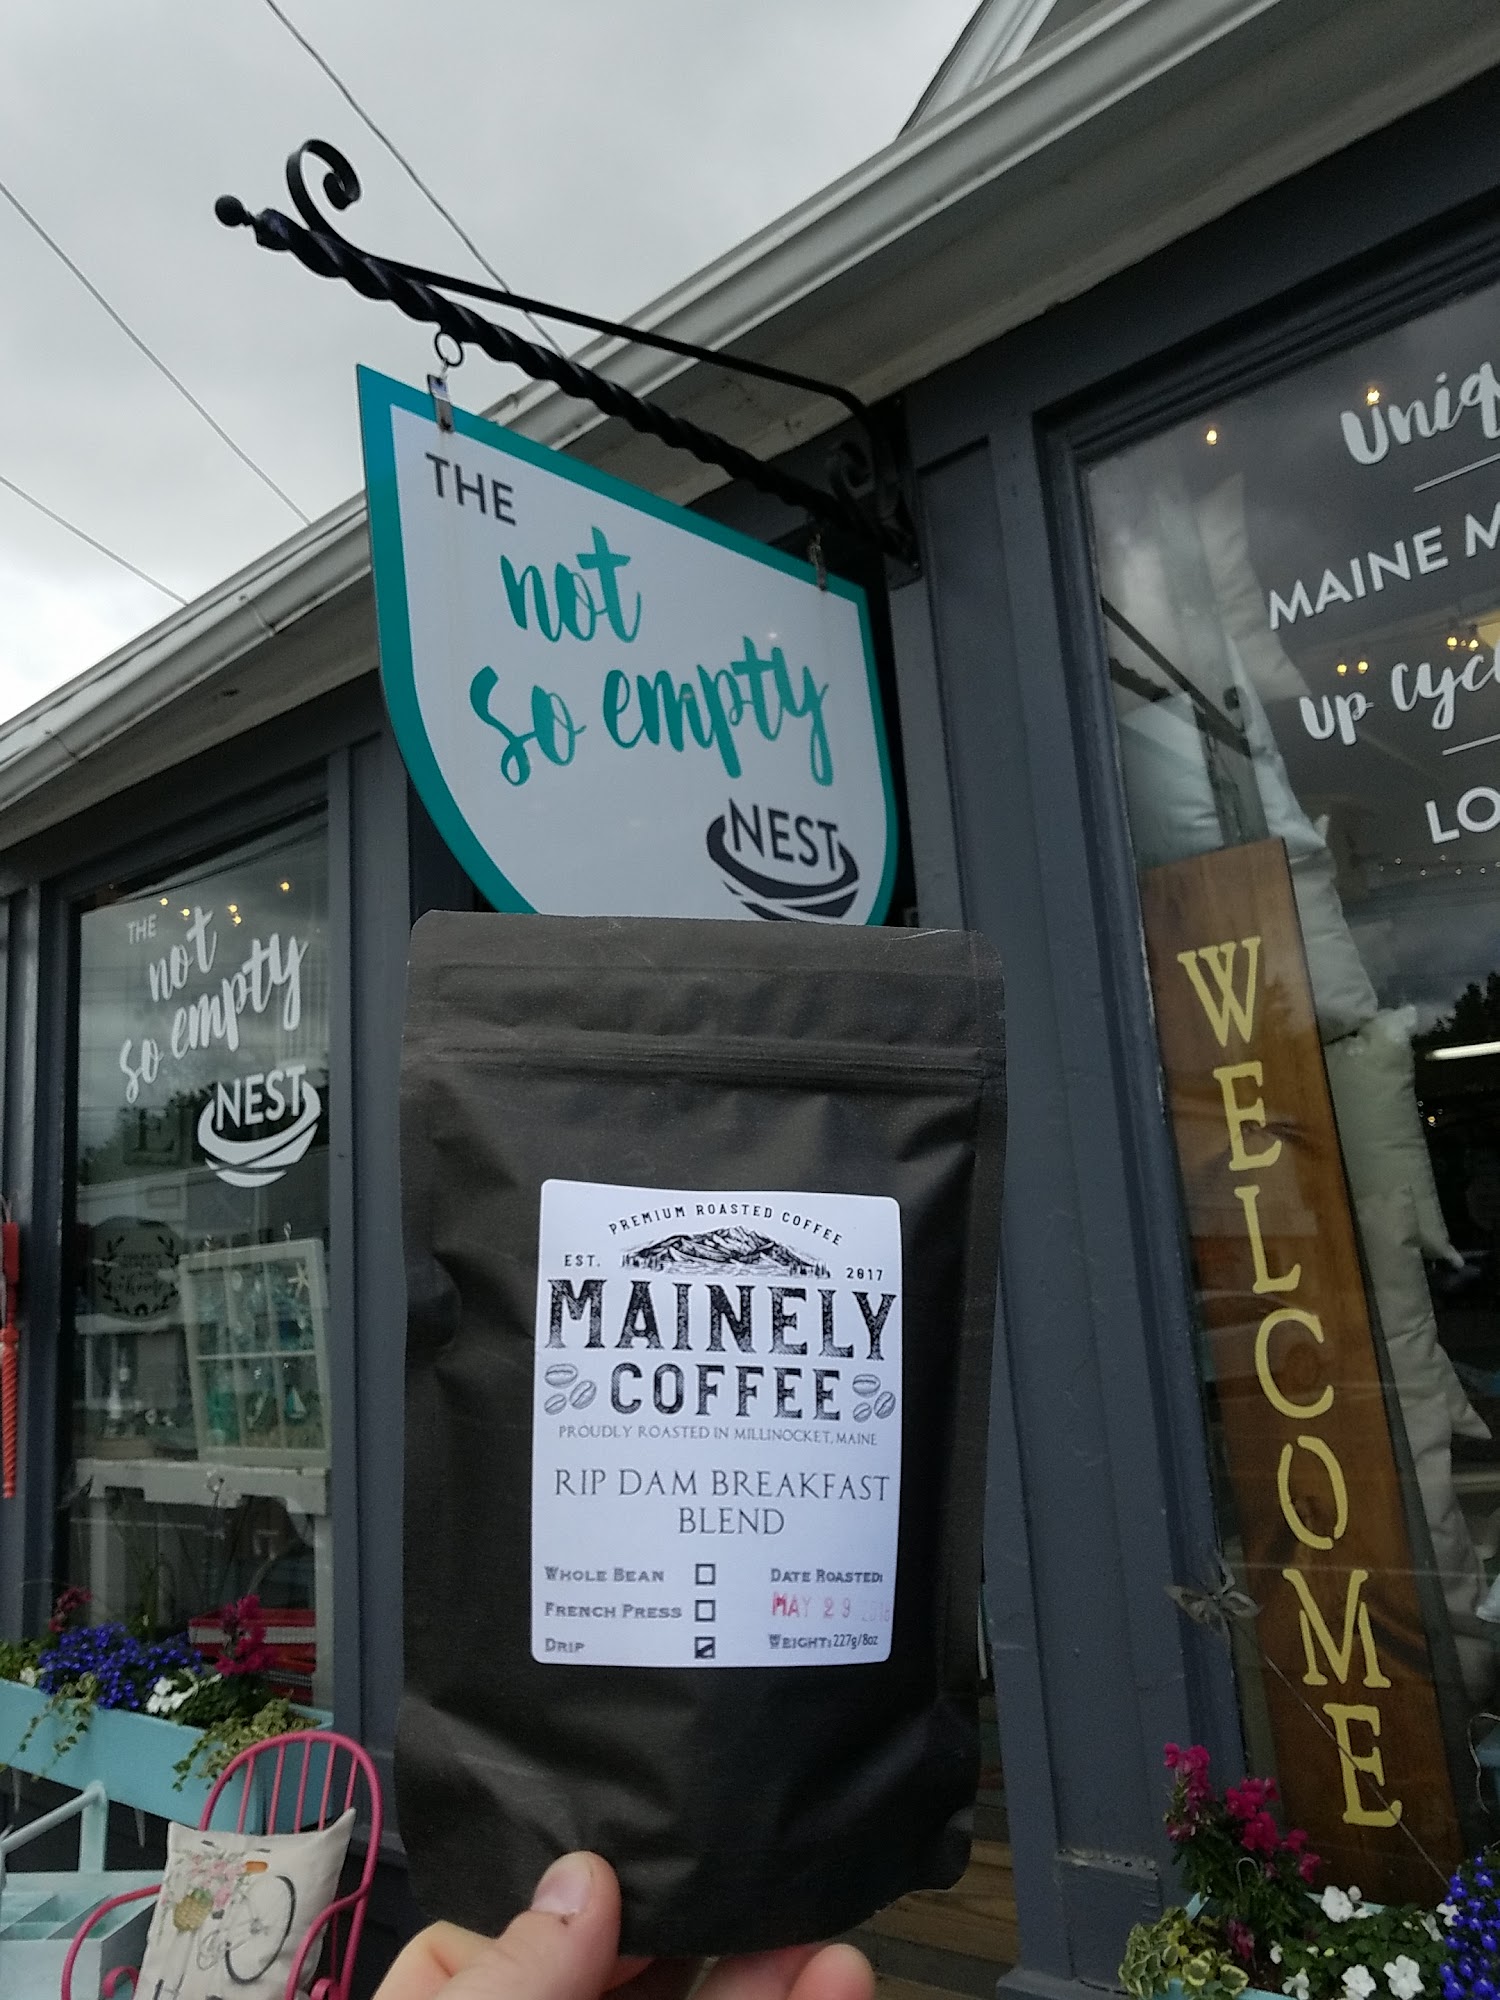 THE
not
so empty
NEST
THE
not
so empty
NEST
MAINE
UP
WELCOME
PREMIUM ROASTED COFFEE
EST. 2017
MAINELY
COFFEE
PROUDLY ROASTED IN MILLINOCKET, MAINE
RIP DAM BREAKFAST
BLEND
WHOLE BEAN
FRENCH PRESS
DRIP
DATE ROASTED:
MAY 29
WEIGHT: 227g/8oz